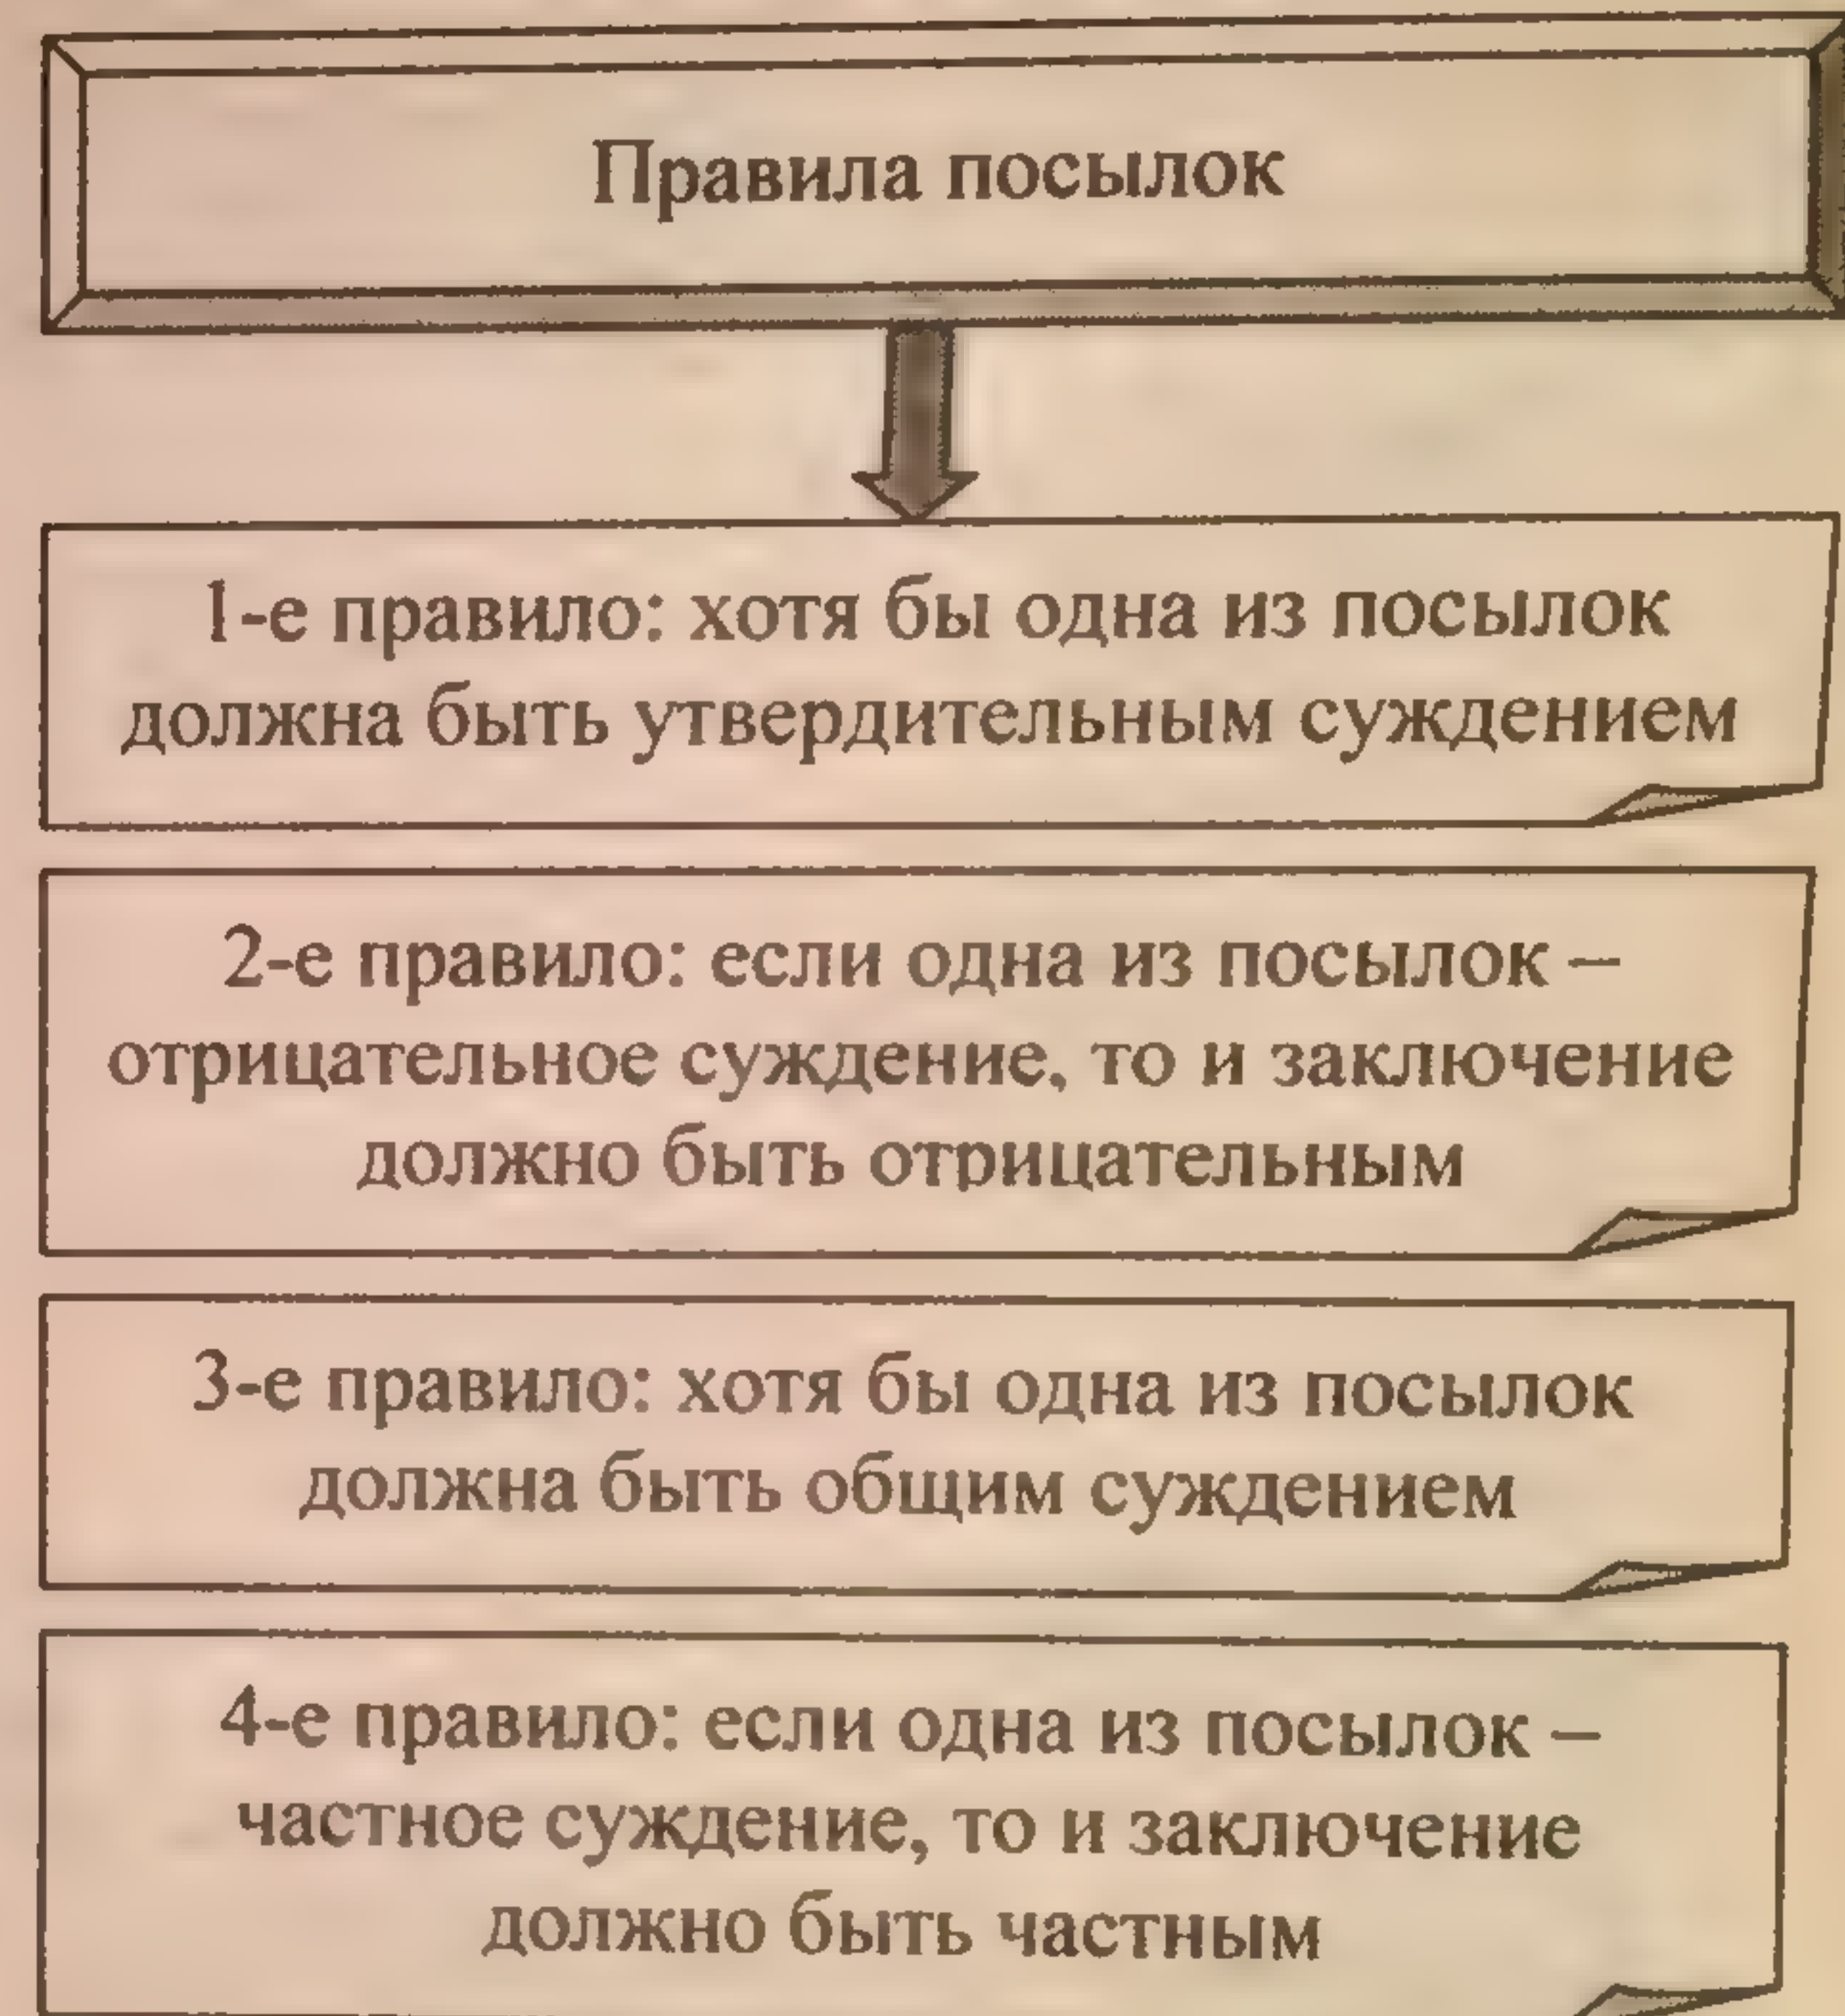 Правила посылок
1-е правило: хотя бы одна из посылок
должна быть утвердительным суждением
2-е правило: если одна из посылок –
отрицательное суждение, то и заключение
должно быть отрицательным
3-е правило: хотя бы одна из посылок
должна быть общим суждением
4-е правило: если одна из посылок –
частное суждение, то и заключение
должно быть частным